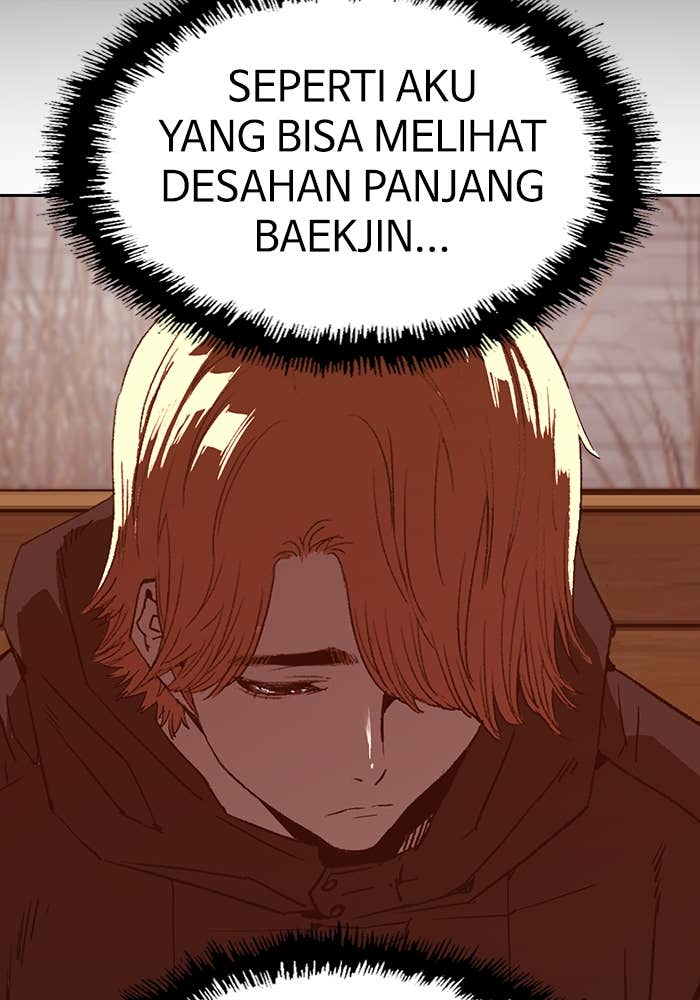 SEPERTI AKU
YANG BISA MELIHAT
DESAHAN PANJANG
BAEKJIN...